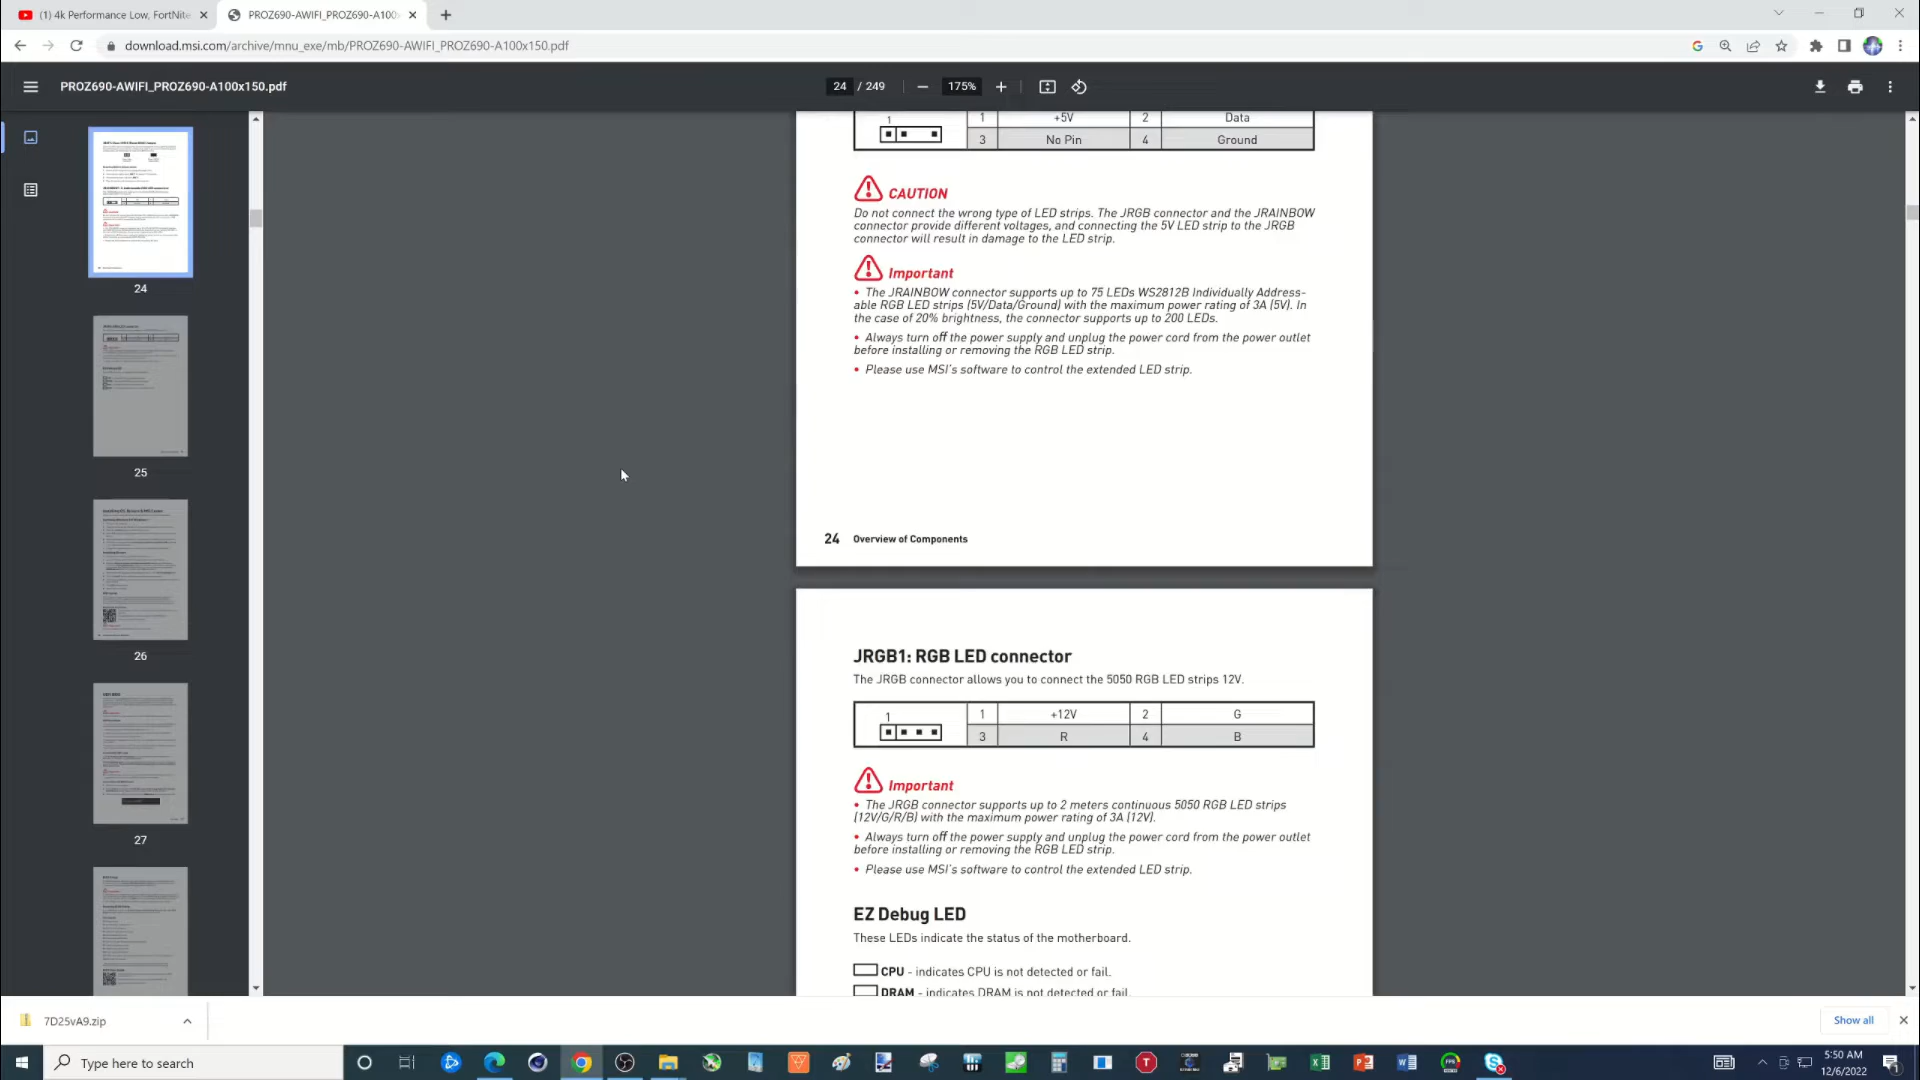 (1) 4k Performance Low, FortNite
PROZ690-AWIFI_PROZ690-A100x
download.msi.com/archive/mnu_exe/mb/PROZ690-AWIFI_PROZ690-A100x150.pdf
PROZ690-AWIFI_PROZ690-A100x150.pdf
24 / 249
175%
24
25
26
27
1
1 +5V 2 Data
3 No Pin 4 Ground
CAUTION
Do not connect the wrong type of LED strips. The JRGB connector and the JRAINBOW
connector provide different voltages, and connecting the 5V LED strip to the JRGB
connector will result in damage to the LED strip.
Important
• The JRAINBOW connector supports up to 75 LEDs WS2812B Individually Address-
able RGB LED strips (5V/Data/Ground) with the maximum power rating of 3A (5V). In
the case of 20% brightness, the connector supports up to 200 LEDs.
• Always turn off the power supply and unplug the power cord from the power outlet
before installing or removing the RGB LED strip.
• Please use MSI's software to control the extended LED strip.
24 Overview of Components
JRGB1: RGB LED connector
The JRGB connector allows you to connect the 5050 RGB LED strips 12V.
1
1 +12V 2 G
3 R 4 B
Important
• The JRGB connector supports up to 2 meters continuous 5050 RGB LED strips
(12V/G/R/B) with the maximum power rating of 3A (12V).
• Always turn off the power supply and unplug the power cord from the power outlet
before installing or removing the RGB LED strip.
• Please use MSI's software to control the extended LED strip.
EZ Debug LED
These LEDs indicate the status of the motherboard.
CPU - indicates CPU is not detected or fail.
DRAM - indicates DRAM is not detected or fail.
7D25vA9.zip
Show all
Type here to search
5:50 AM
12/6/2022